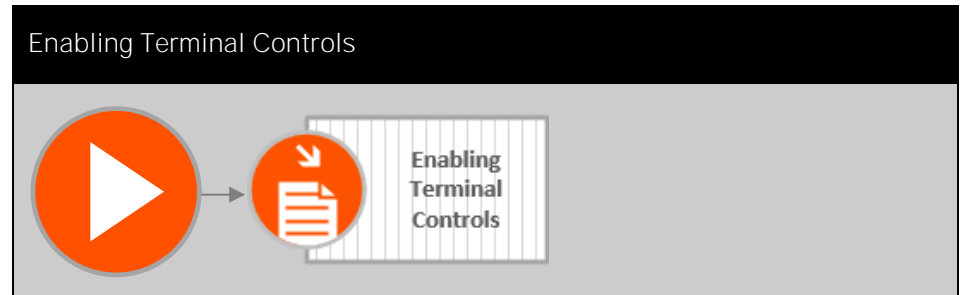 Enabling Terminal Controls
Enabling
Terminal
Controls